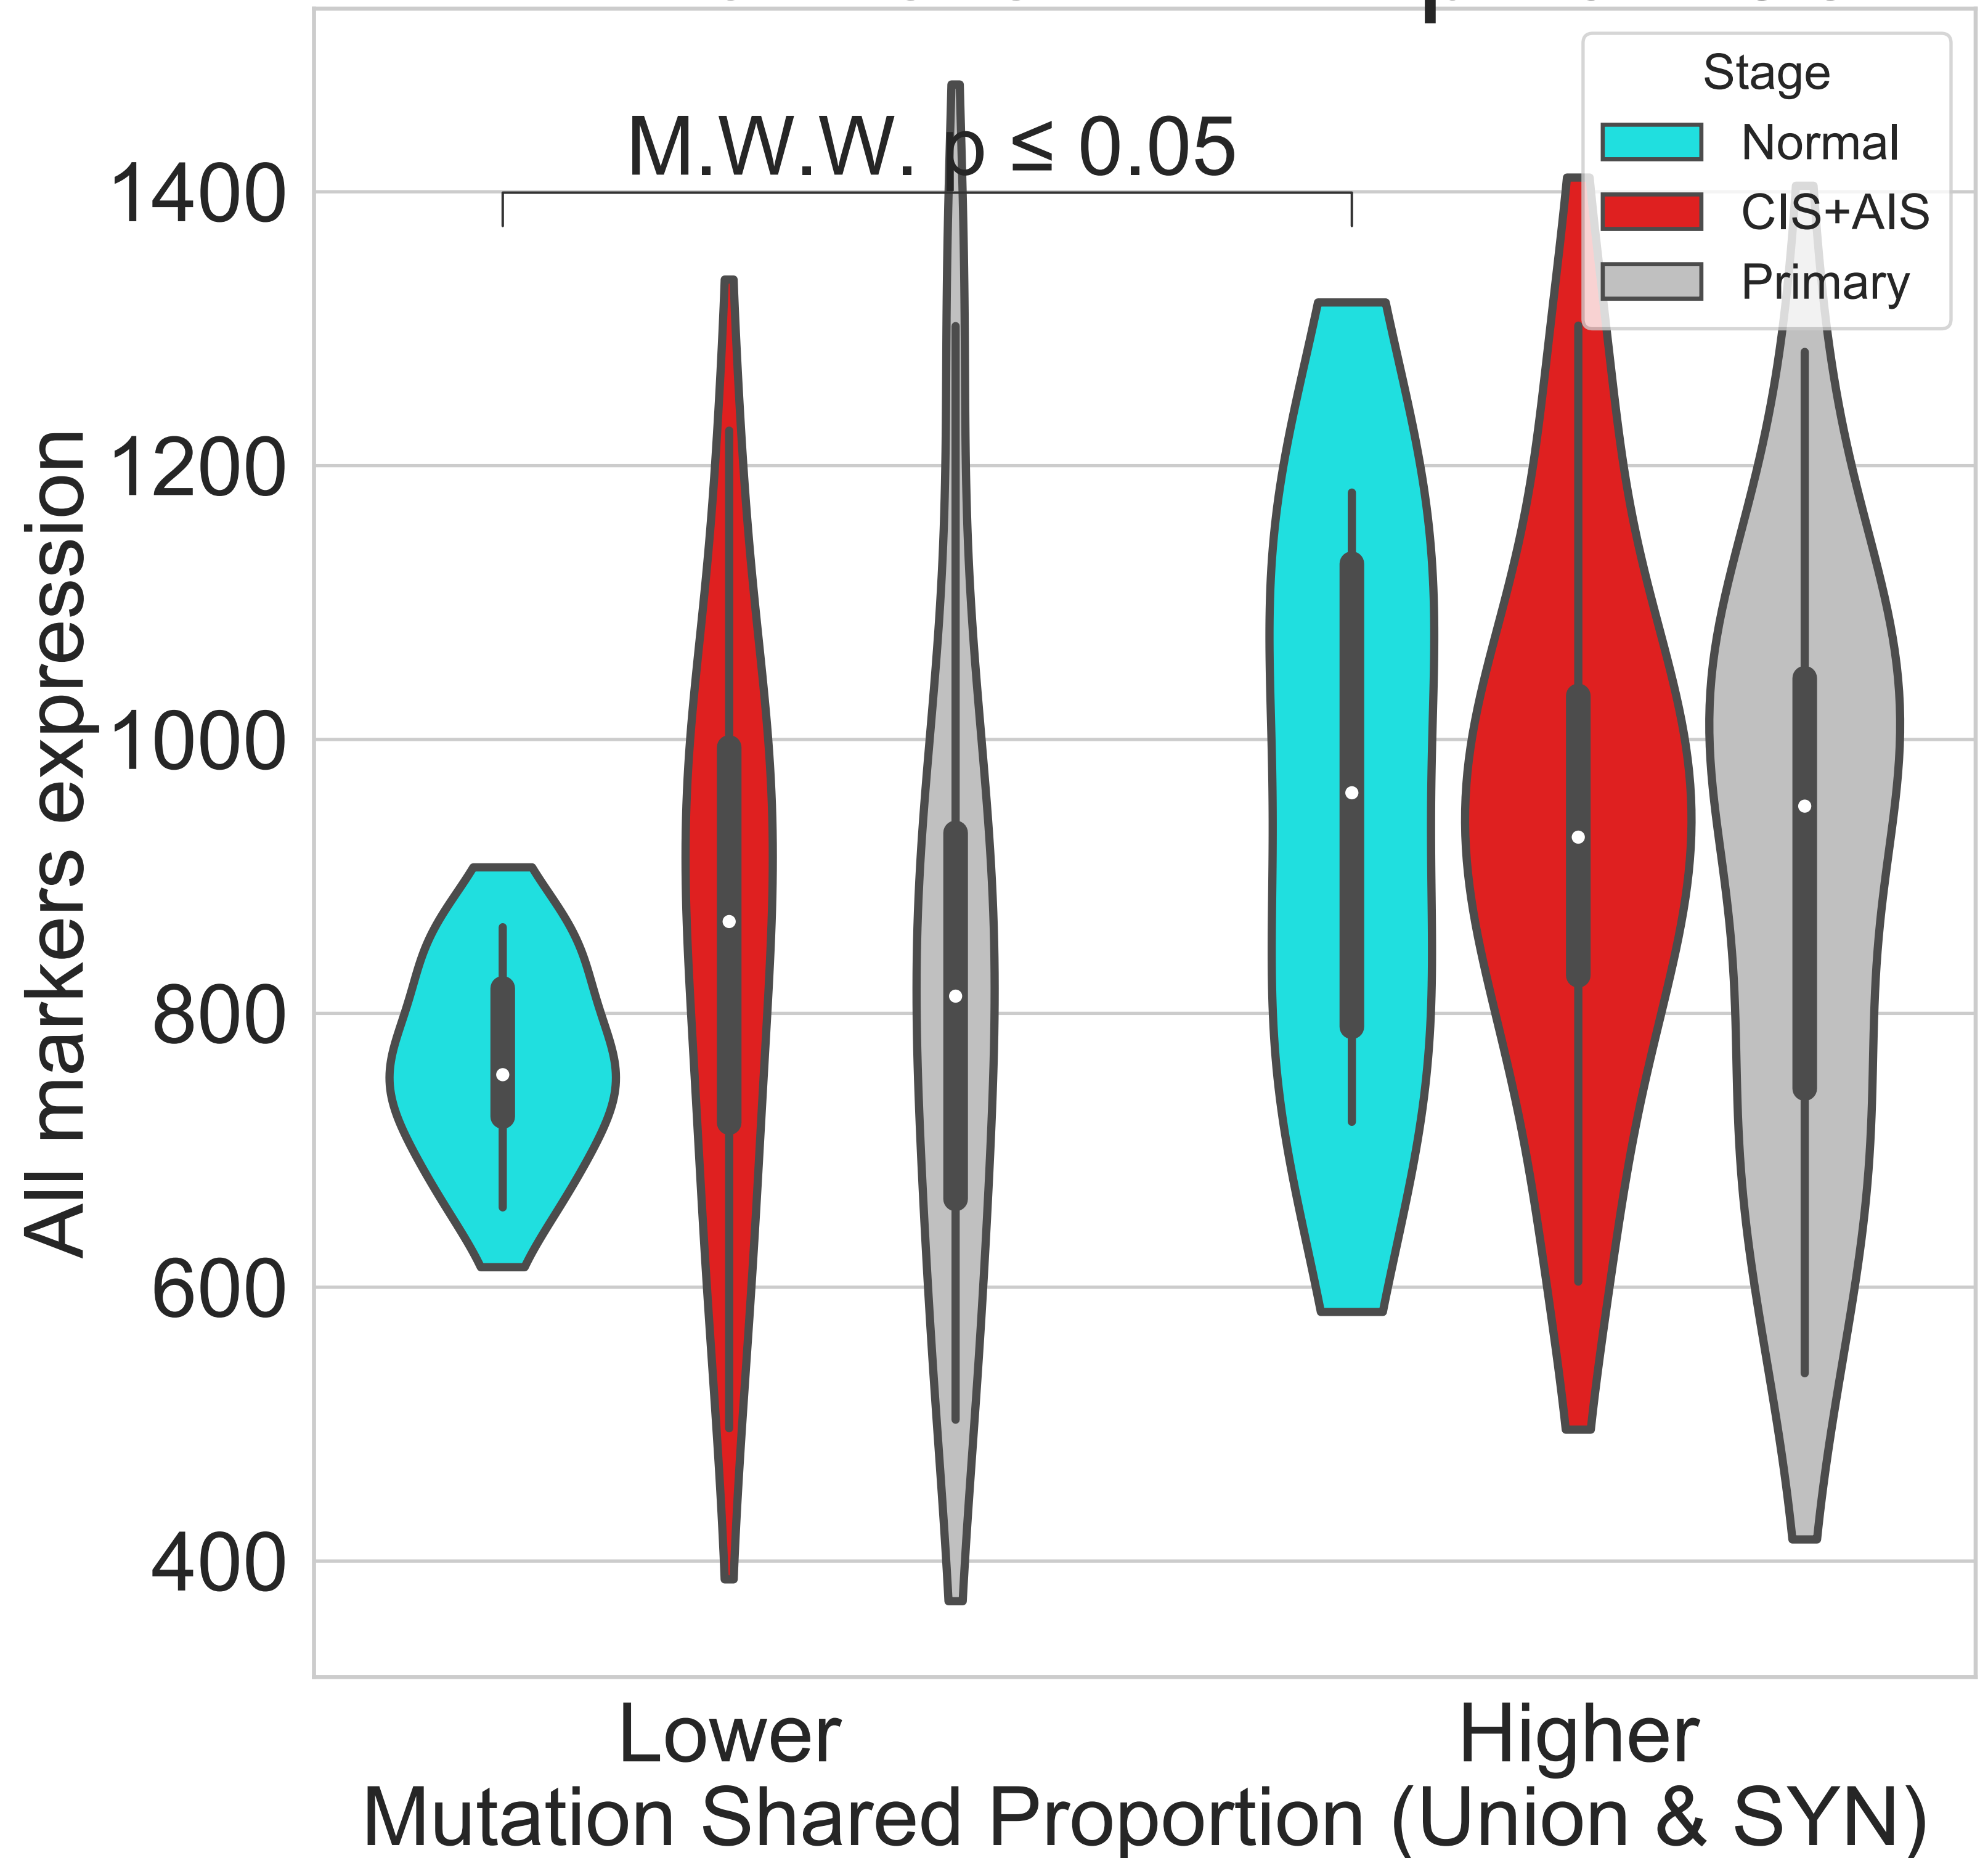 Stage
Normal
CIS+AIS
Primary
M.W.W. p ≤ 0.05
1400
1200
1000
800
600
400
All markers expression
Lower
Higher
Mutation Shared Proportion (Union & SYN)